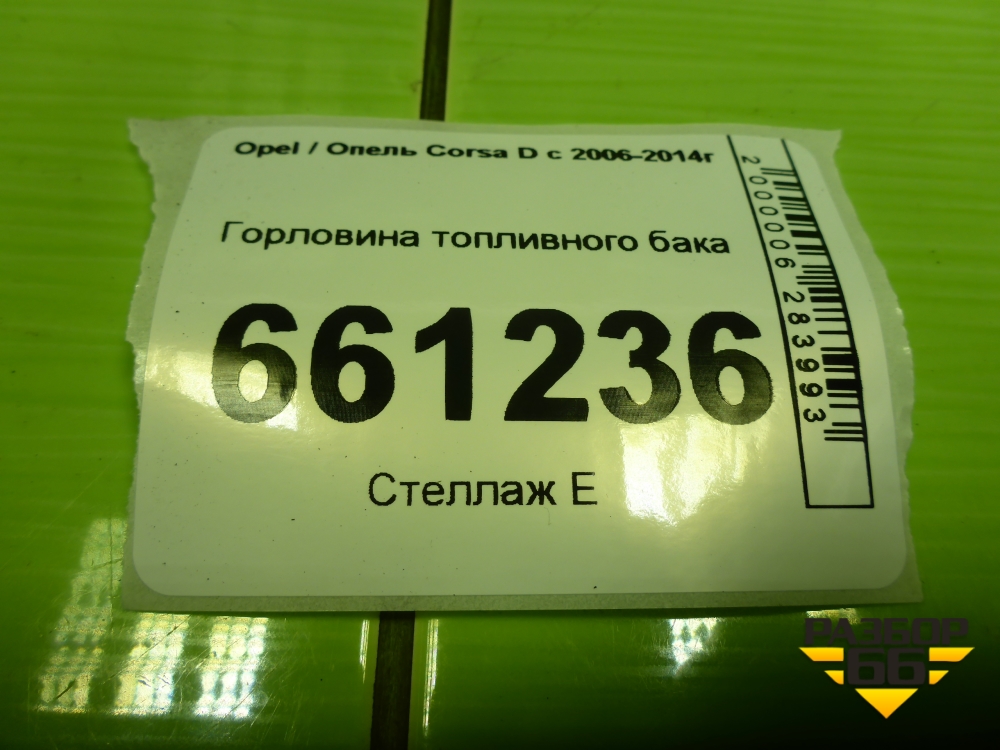 Opel / Опель Corsa D с 2006-2014г
Горловина топливного бака
661236
Стеллаж Е
2000006283993
РАЗБОР
66